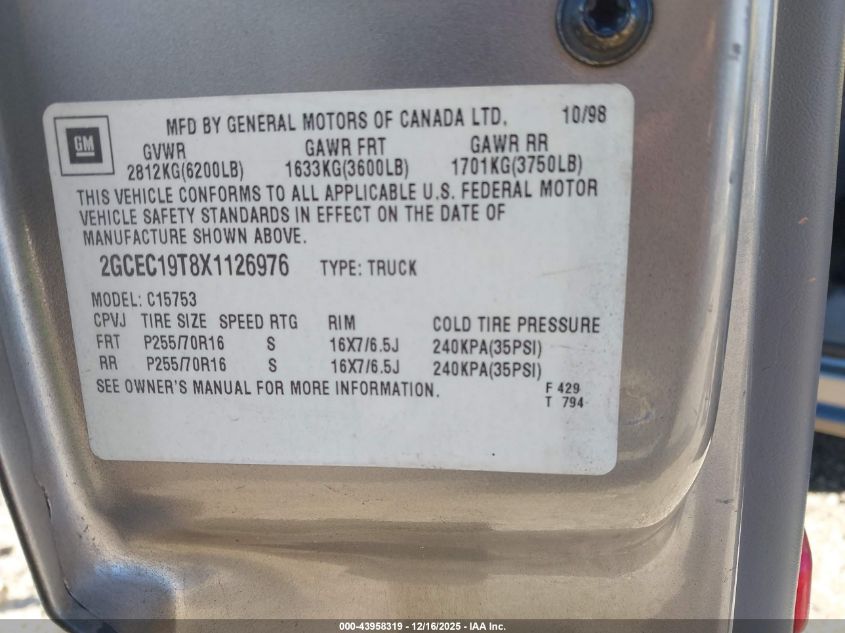 GM
MFD BY GENERAL MOTORS OF CANADA LTD. 10/98
GVWR GAWR FRT GAWR RR
2812KG(6200LB) 1633KG(3600LB) 1701KG(3750LB)
THIS VEHICLE CONFORMS TO ALL APPLICABLE U.S. FEDERAL MOTOR
VEHICLE SAFETY STANDARDS IN EFFECT ON THE DATE OF
MANUFACTURE SHOWN ABOVE.
2GCEC19T8X1126976 TYPE: TRUCK
MODEL: C15753
CPVJ TIRE SIZE SPEED RTG RIM COLD TIRE PRESSURE
FRT P255/70R16 S 16X7/6.5J 240KPA(35PSI)
RR P255/70R16 S 16X7/6.5J 240KPA(35PSI)
SEE OWNER'S MANUAL FOR MORE INFORMATION. F 429
T 794
000-43958319 - 12/16/2025 - IAA Inc.